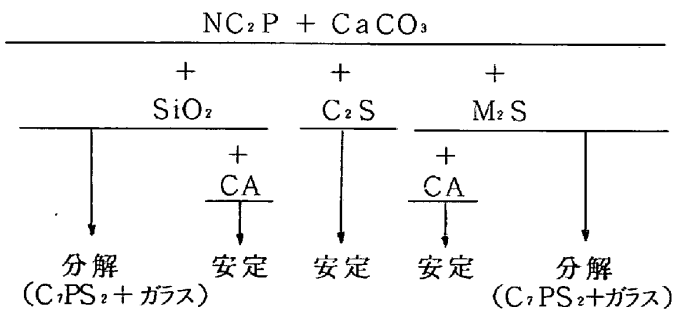 NC₂P + CaCO₃
+ + +
SiO₂ C₂S M₂S
+ +
CA CA
分解 安定 安定 安定 分解
(C₇PS₂+ガラス) (C₇PS₂+ガラス)